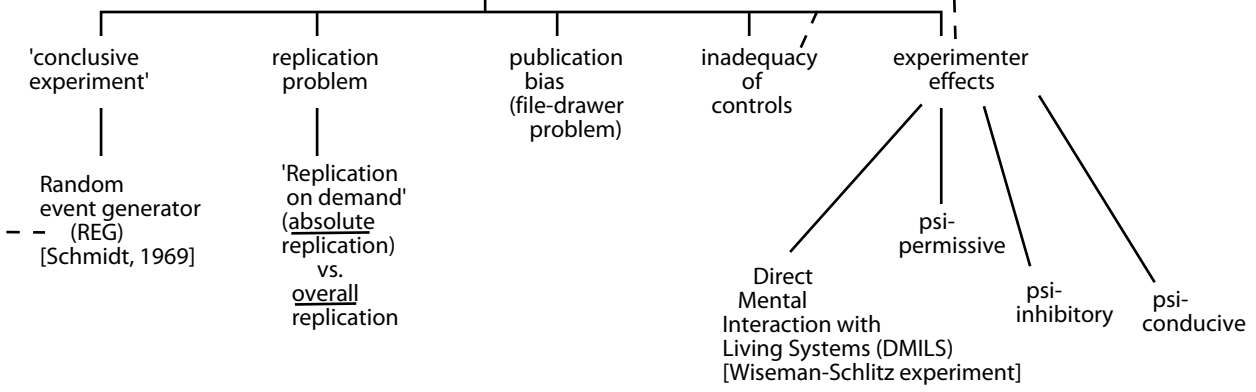 'conclusive
experiment'
replication
problem
publication
bias
(file-drawer
problem)
inadequacy
of
controls
experimenter
effects
Random
event generator
(REG)
[Schmidt, 1969]
'Replication
on demand'
(absolute
replication)
vs.
overall
replication
Direct
Mental
Interaction with
Living Systems (DMILS)
[Wiseman-Schlitz experiment]
psi-
permissive
psi-
inhibitory
psi-
conducive